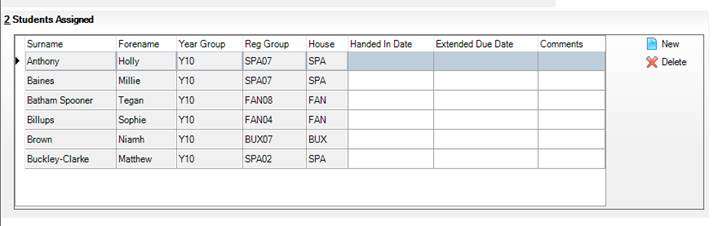 2 Students Assigned
Surname Forename Year Group Reg Group House Handed In Date Extended Due Date Comments New
Anthony Holly Y10 SPA07 SPA Delete
Baines Millie Y10 SPA07 SPA
Batham Spooner Tegan Y10 FAN08 FAN
Billups Sophie Y10 FAN04 FAN
Brown Niamh Y10 BUX07 BUX
Buckley-Clarke Matthew Y10 SPA02 SPA